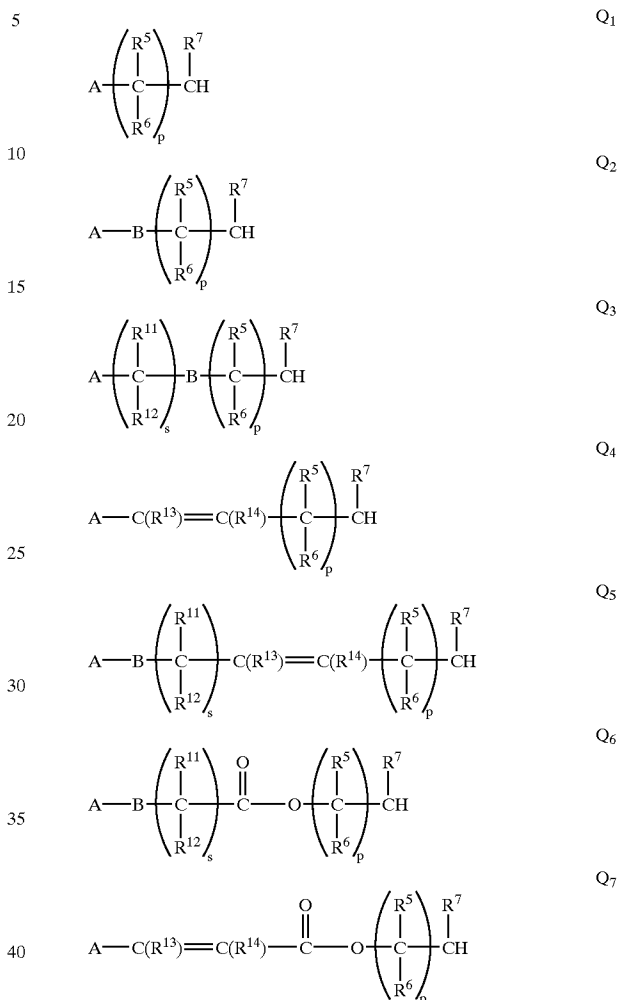 5 Q₁
R⁵ R⁷
A—(C)—CH
R⁶ p
10 Q₂
R⁵ R⁷
A—B—(C)—CH
R⁶ p
15 Q₃
R¹¹ R⁵ R⁷
A—(C)—B—(C)—CH
R¹² s R⁶ p
20 Q₄
R⁵ R⁷
A—C(R¹³)=C(R¹⁴)—(C)—CH
R⁶ p
25 Q₅
R¹¹ R⁵ R⁷
A—B—(C)—C(R¹³)=C(R¹⁴)—(C)—CH
30 R¹² s R⁶ p
Q₆
R¹¹ O R⁵ R⁷
A—B—(C)—C—O—(C)—CH
35 R¹² s R⁶ p
Q₇
O R⁵ R⁷
A—C(R¹³)=C(R¹⁴)—C—O—(C)—CH
40 R⁶ p